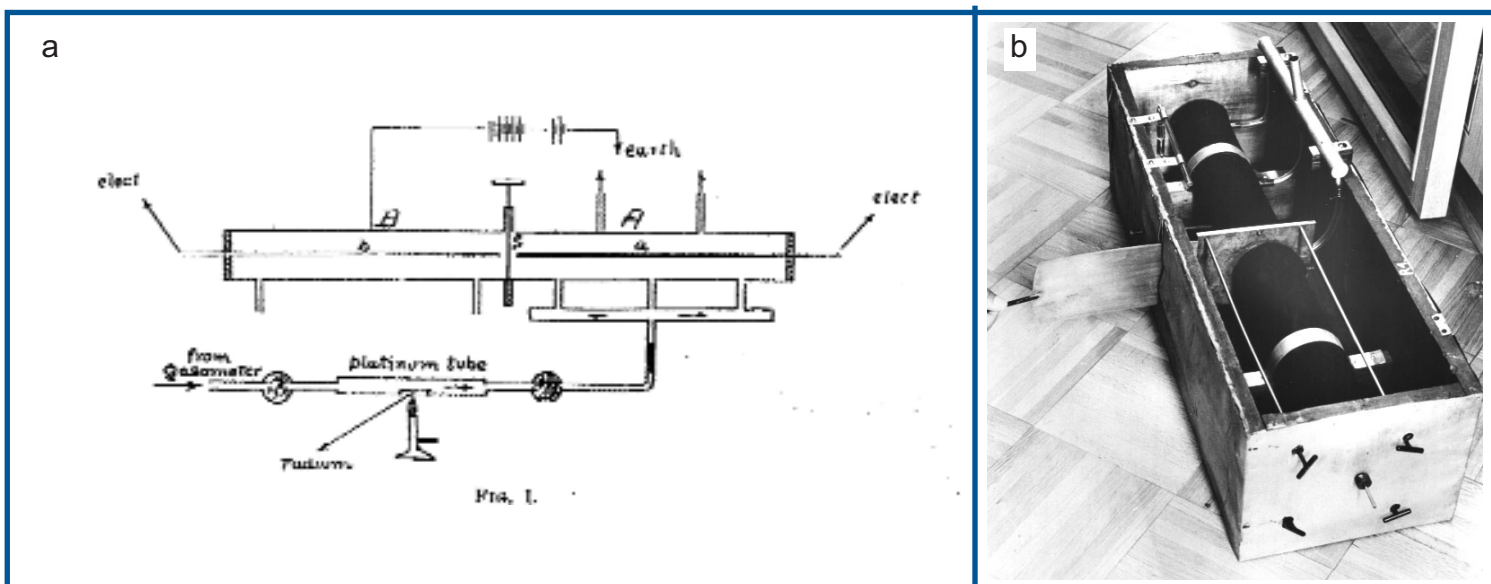 a
earth
elect
B
A
elect
b
a
from
gasometer
platinum tube
radium
FIG. 1.
b